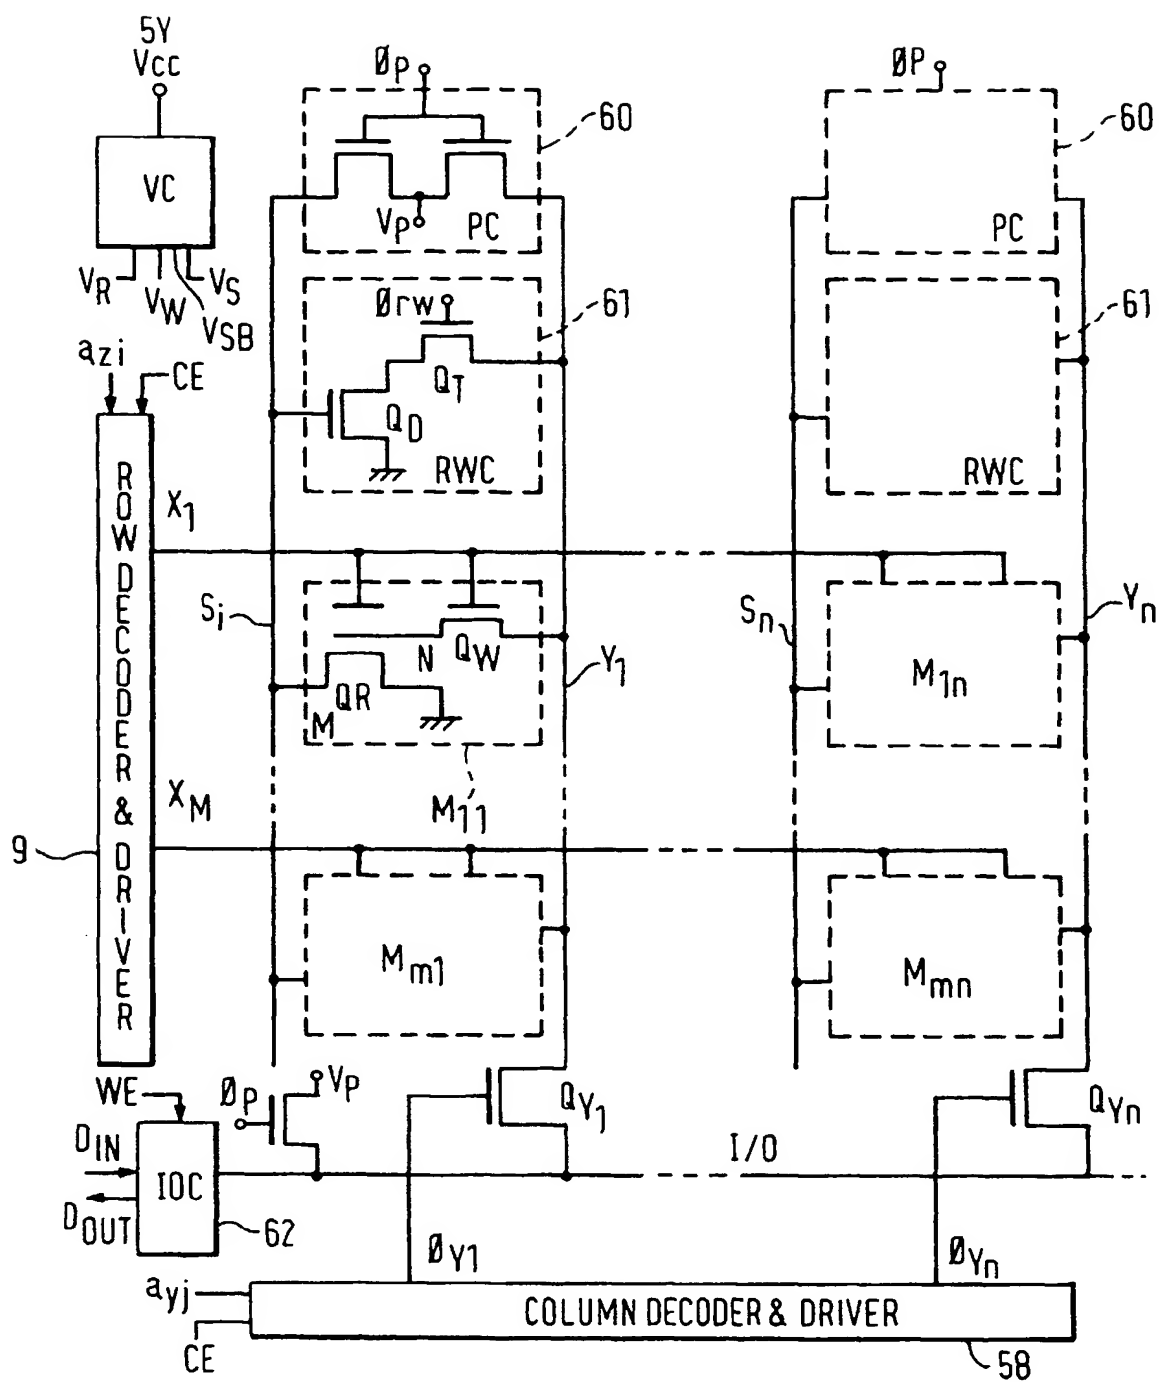 5Y
Vcc
VC
VR
VW
VSB
VS
ØP
60
VP
PC
ØP
60
PC
Ørw
61
QT
QD
RWC
61
RWC
azi
CE
ROW DECODER & DRIVER
9
X1
Si
N
QW
QR
M
Y1
M11
Sn
Yn
M1n
XM
Mm1
Mmn
WE
ØP
VP
QY1
QYn
DIN
IOC
DOUT
62
I/O
ØY1
ØYn
ayj
CE
COLUMN DECODER & DRIVER
58